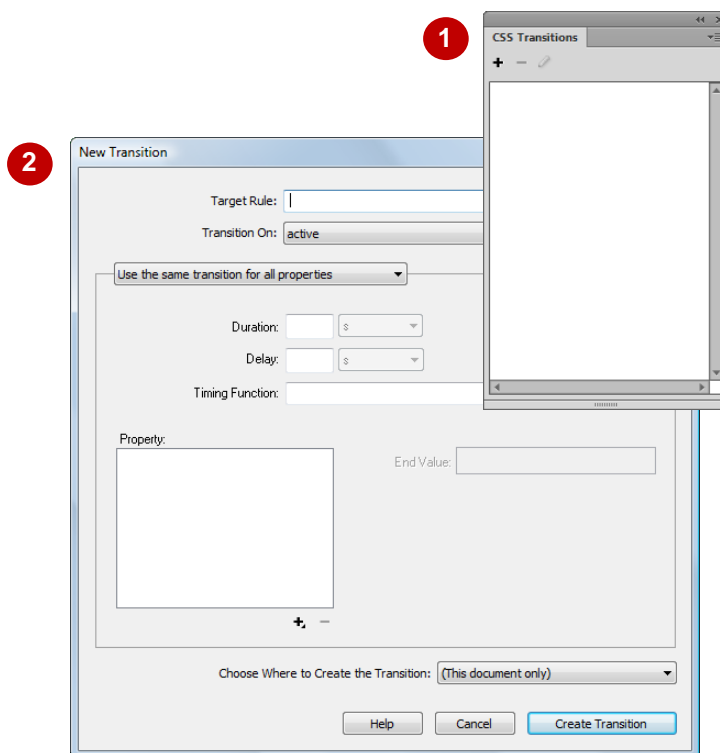 1
CSS Transitions
2
New Transition
Target Rule:
Transition On: active
Use the same transition for all properties
Duration: s
Delay: s
Timing Function:
Property:
End Value:
Choose Where to Create the Transition: (This document only)
Help Cancel Create Transition